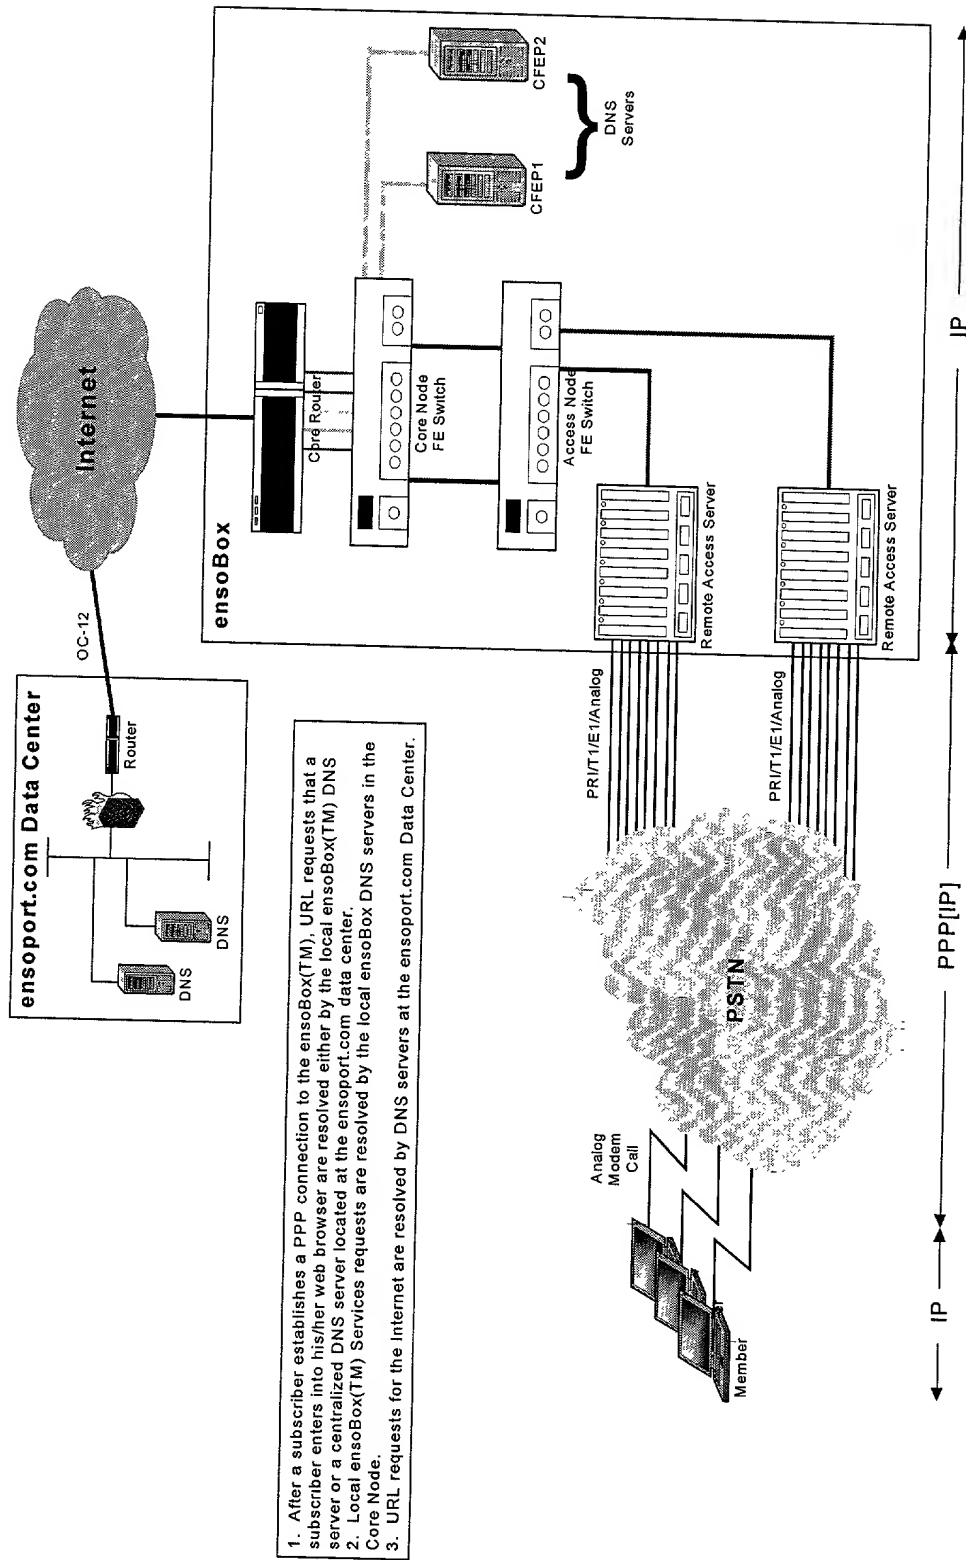 ensoport.com Data Center
DNS
DNS
Router
OC-12
Internet
ensoBox
Core Router
Core Node
FE Switch
Access Node
FE Switch
CFEP1
CFEP2
DNS
Servers
Remote Access Server
Remote Access Server
PRI/T1/E1/Analog
PRI/T1/E1/Analog
PSTN
Analog
Modem
Call
Member
1. After a subscriber establishes a PPP connection to the ensoBox(TM), URL requests that a
subscriber enters into his/her web browser are resolved either by the local ensoBox(TM) DNS
server or a centralized DNS server located at the ensoport.com data center.
2. Local ensoBox(TM) Services requests are resolved by the local ensoBox DNS servers in the
Core Node.
3. URL requests for the Internet are resolved by DNS servers at the ensoport.com Data Center.
IP
PPP[IP]
IP